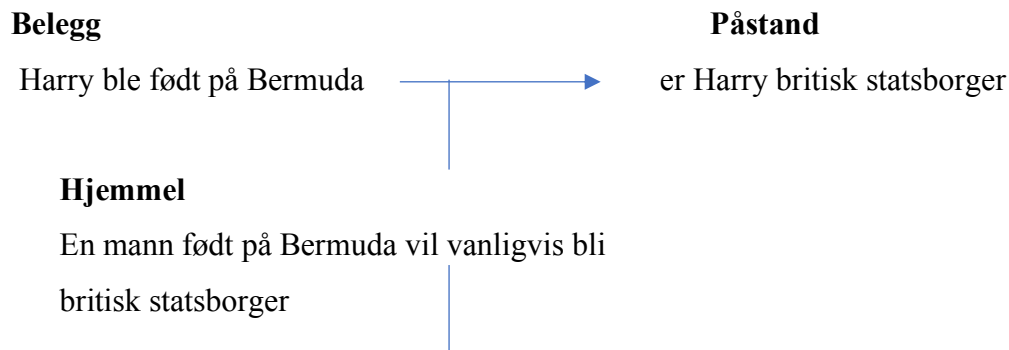 Belegg Påstand
Harry ble født på Bermuda er Harry britisk statsborger
Hjemmel
En mann født på Bermuda vil vanligvis bli
britisk statsborger